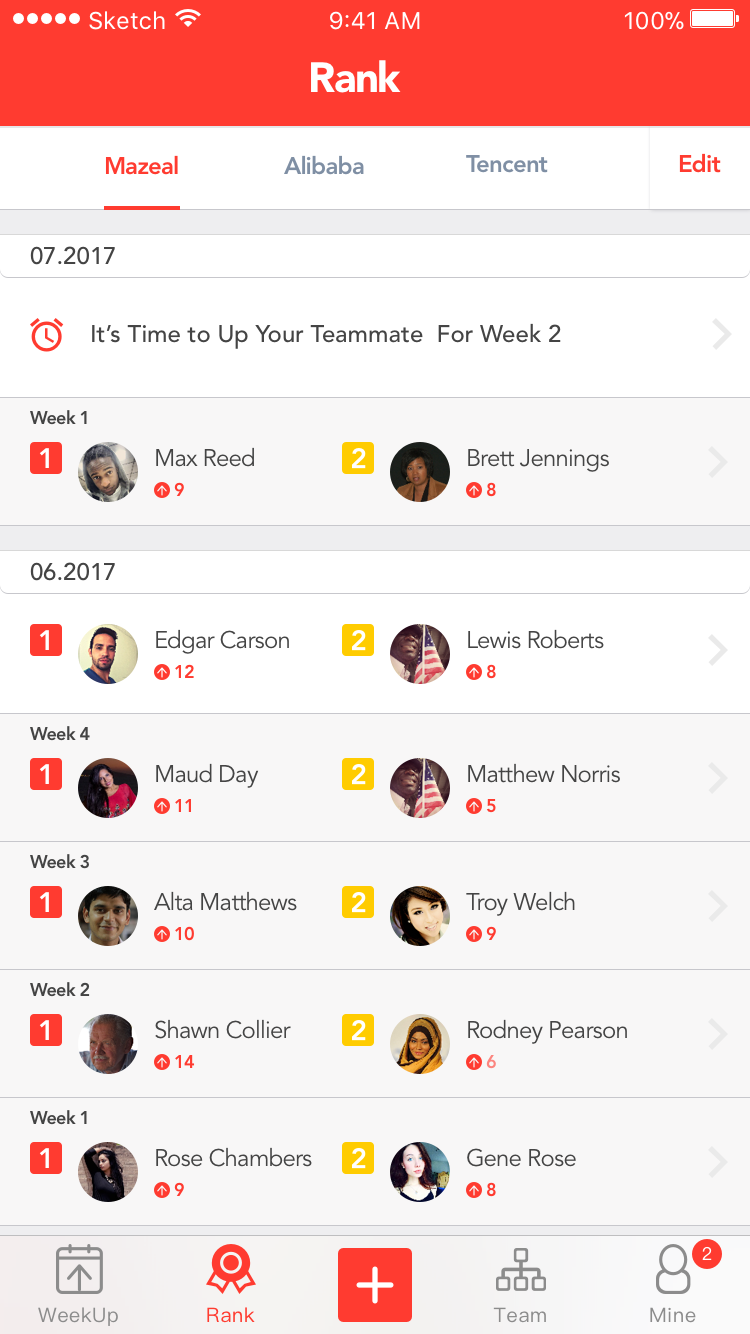 Sketch 9:41 AM 100%
Rank
Mazeal Alibaba Tencent Edit
07.2017
It’s Time to Up Your Teammate  For Week 2
Week 1
1 Max Reed 2 Brett Jennings
9 8
06.2017
1 Edgar Carson 2 Lewis Roberts
12 8
Week 4
1 Maud Day 2 Matthew Norris
11 5
Week 3
1 Alta Matthews 2 Troy Welch
10 9
Week 2
1 Shawn Collier 2 Rodney Pearson
14 6
Week 1
1 Rose Chambers 2 Gene Rose
9 8
2
WeekUp Rank Team Mine